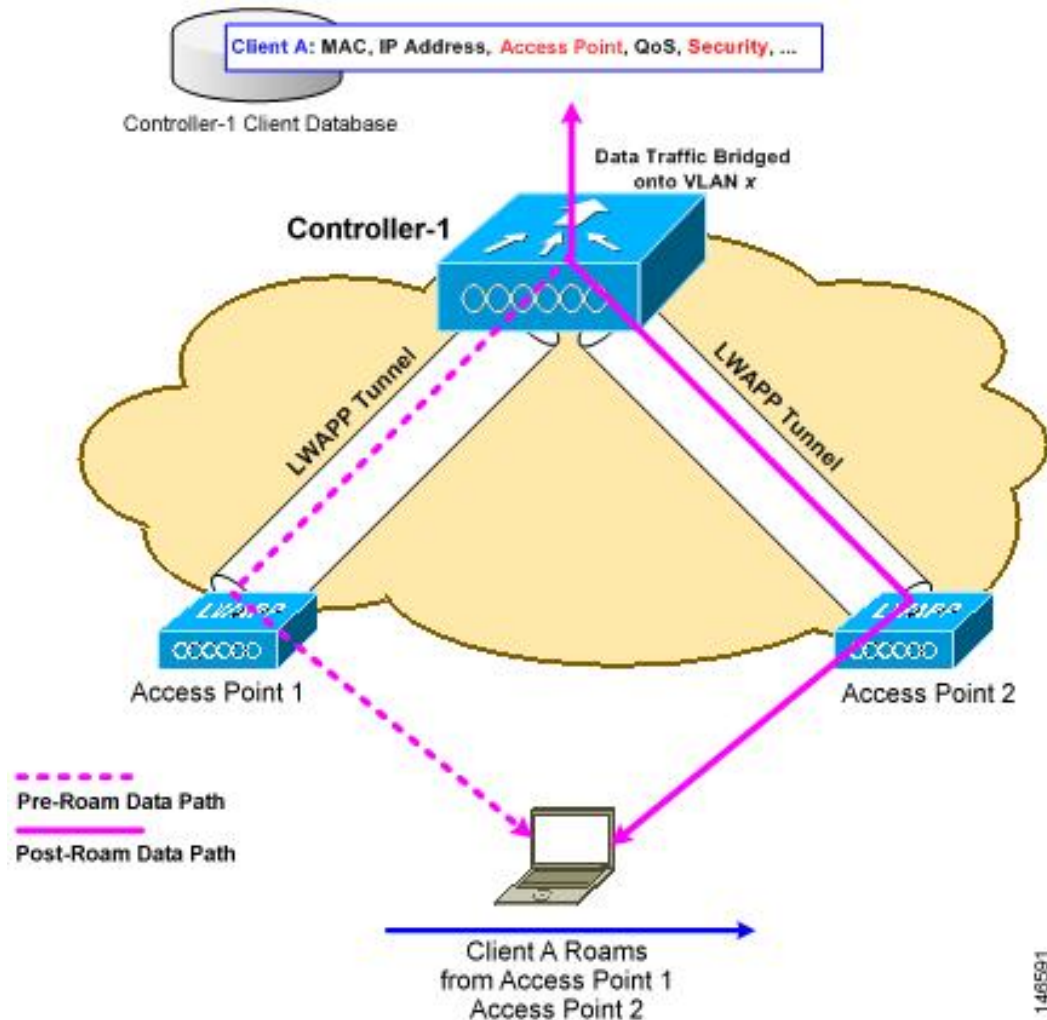 Client A: MAC, IP Address, Access Point, QoS, Security, ...
Controller-1 Client Database
Data Traffic Bridged
onto VLAN x
Controller-1
LWAPP Tunnel
LWAPP Tunnel
LWAPP
LWAPP
Access Point 1
Access Point 2
Pre-Roam Data Path
Post-Roam Data Path
Client A Roams
from Access Point 1
Access Point 2
146591